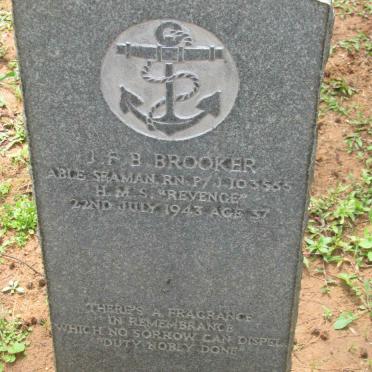 J. F. B. BROOKER
ABLE SEAMAN, RN. P/J. 103565
H. M. S. "REVENGE"
22ND JULY 1943 AGE 37
THERE'S A FRAGRANCE
IN REMEMBRANCE
WHICH NO SORROW CAN DISPEL
"DUTY NOBLY DONE"